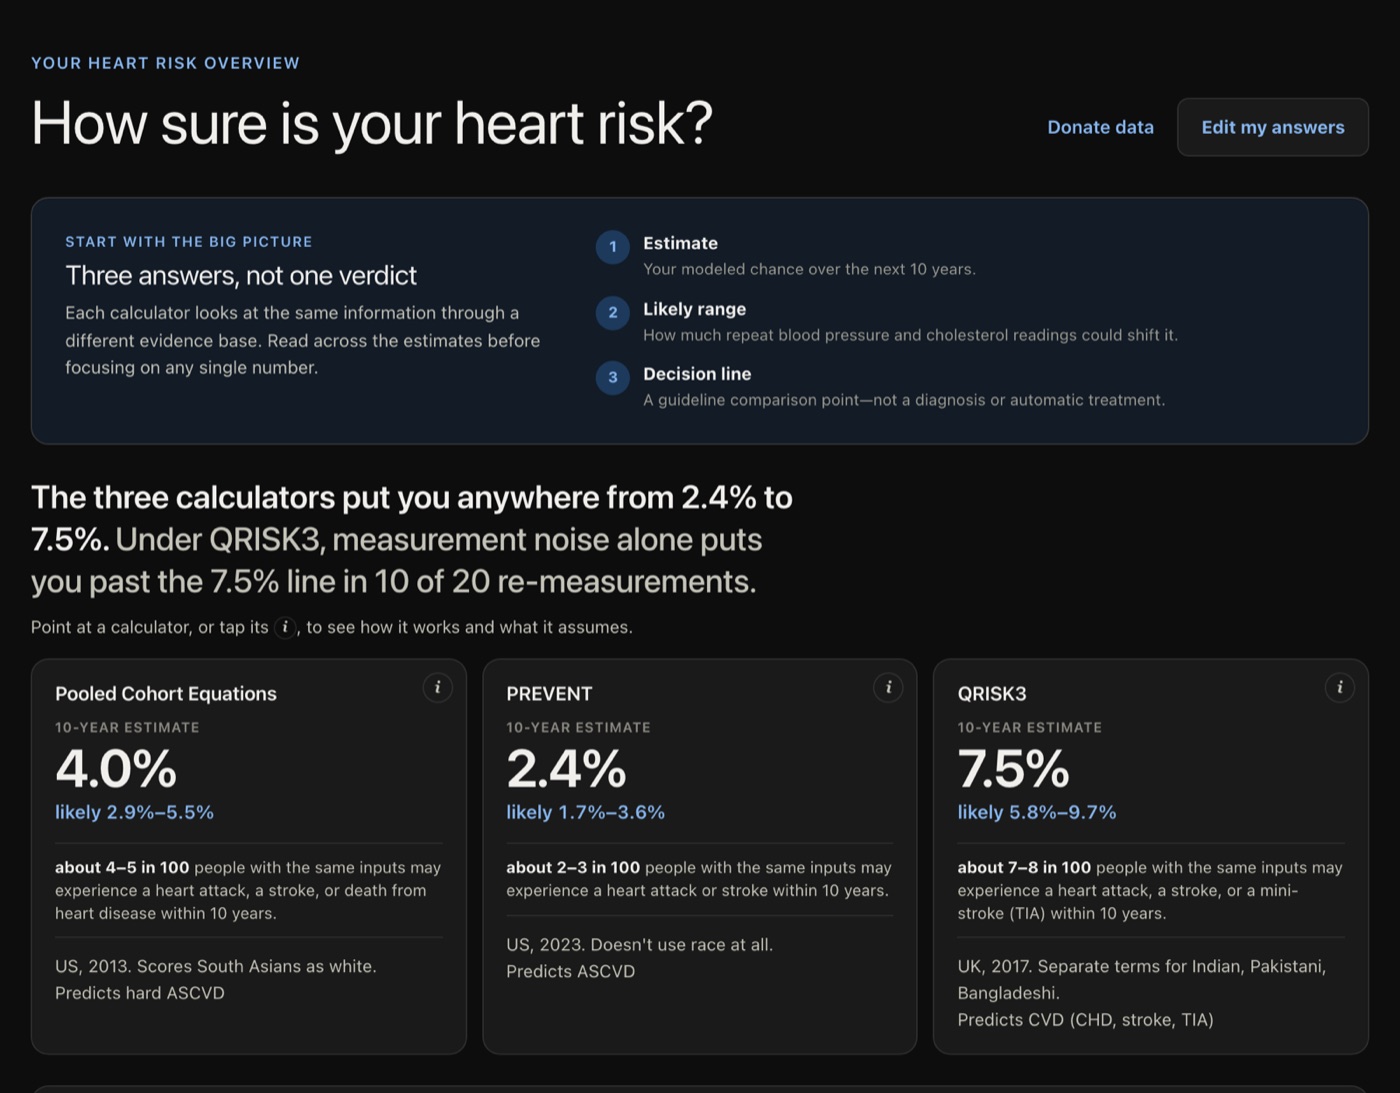 YOUR HEART RISK OVERVIEW
How sure is your heart risk?
Donate data
Edit my answers
START WITH THE BIG PICTURE
Three answers, not one verdict
Each calculator looks at the same information through a
different evidence base. Read across the estimates before
focusing on any single number.
1
Estimate
Your modeled chance over the next 10 years.
2
Likely range
How much repeat blood pressure and cholesterol readings could shift it.
3
Decision line
A guideline comparison point—not a diagnosis or automatic treatment.
The three calculators put you anywhere from 2.4% to
7.5%. Under QRISK3, measurement noise alone puts
you past the 7.5% line in 10 of 20 re-measurements.
Point at a calculator, or tap its i, to see how it works and what it assumes.
Pooled Cohort Equations
i
10-YEAR ESTIMATE
4.0%
likely 2.9%–5.5%
about 4–5 in 100 people with the same inputs may
experience a heart attack, a stroke, or death from
heart disease within 10 years.
US, 2013. Scores South Asians as white.
Predicts hard ASCVD
PREVENT
i
10-YEAR ESTIMATE
2.4%
likely 1.7%–3.6%
about 2–3 in 100 people with the same inputs may
experience a heart attack or stroke within 10 years.
US, 2023. Doesn't use race at all.
Predicts ASCVD
QRISK3
i
10-YEAR ESTIMATE
7.5%
likely 5.8%–9.7%
about 7–8 in 100 people with the same inputs may
experience a heart attack, a stroke, or a mini-
stroke (TIA) within 10 years.
UK, 2017. Separate terms for Indian, Pakistani,
Bangladeshi.
Predicts CVD (CHD, stroke, TIA)